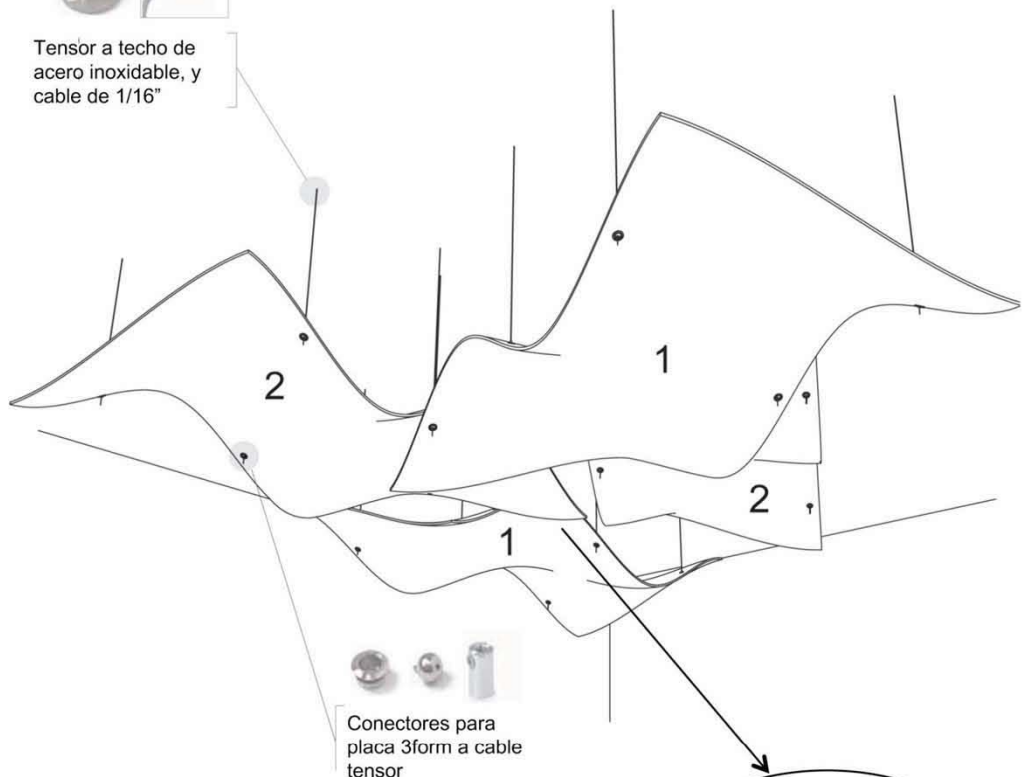 Tensor a techo de
acero inoxidable, y
cable de 1/16”
1
2
2
1
Conectores para
placa 3form a cable
tensor